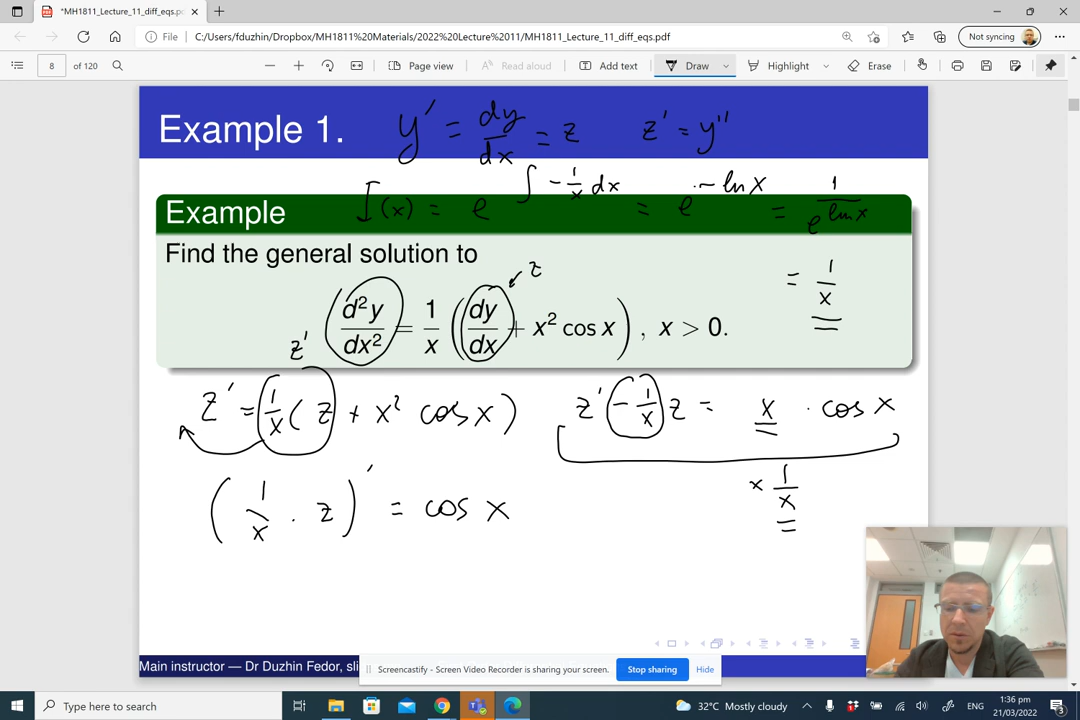 *MH1811_Lecture_11_diff_eqs.pd
File C:/Users/fduzhin/Dropbox/MH1811%20Materials/2022%20Lecture%2011/MH1811_Lecture_11_diff_eqs.pdf Not syncing
8 of 120 Page view Read aloud Add text Draw Highlight Erase
Example 1. y' = dy/dx = z z' = y''
I(x) = e^∫ -1/x dx = e^-ln x = 1/e^ln x
Example
Find the general solution to
= 1/x
z
d²y/dx² = 1/x (dy/dx + x² cos x), x > 0.
z'
z' = 1/x (z + x² cos x) z' - 1/x z = x · cos x
× 1/x
(1/x · z)' = cos x
Main instructor — Dr Duzhin Fedor, sli
Screencastify - Screen Video Recorder is sharing your screen. Stop sharing Hide
Type here to search 32°C Mostly cloudy ENG 1:36 pm
21/03/2022 3